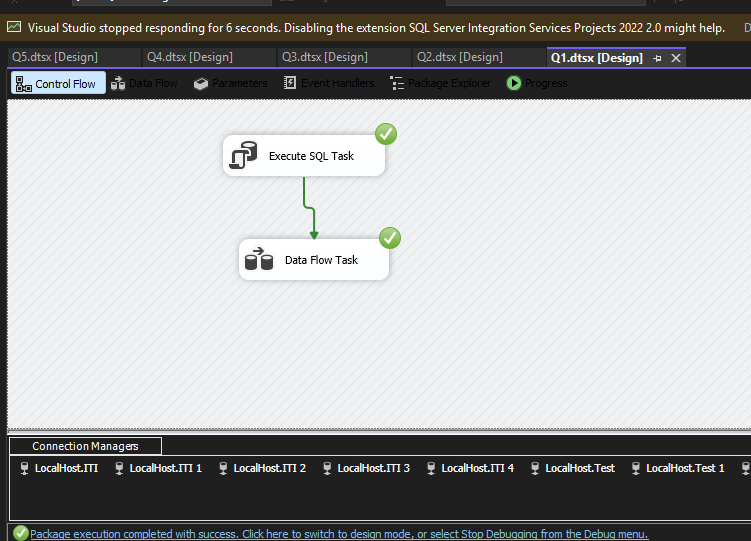 Visual Studio stopped responding for 6 seconds. Disabling the extension SQL Server Integration Services Projects 2022 2.0 might help.
Q5.dtsx [Design] Q4.dtsx [Design] Q3.dtsx [Design] Q2.dtsx [Design] Q1.dtsx [Design]
Control Flow Data Flow Parameters Event Handlers Package Explorer Progress
Execute SQL Task
Data Flow Task
Connection Managers
LocalHost.ITI LocalHost.ITI 1 LocalHost.ITI 2 LocalHost.ITI 3 LocalHost.ITI 4 LocalHost.Test LocalHost.Test 1
Package execution completed with success. Click here to switch to design mode, or select Stop Debugging from the Debug menu.